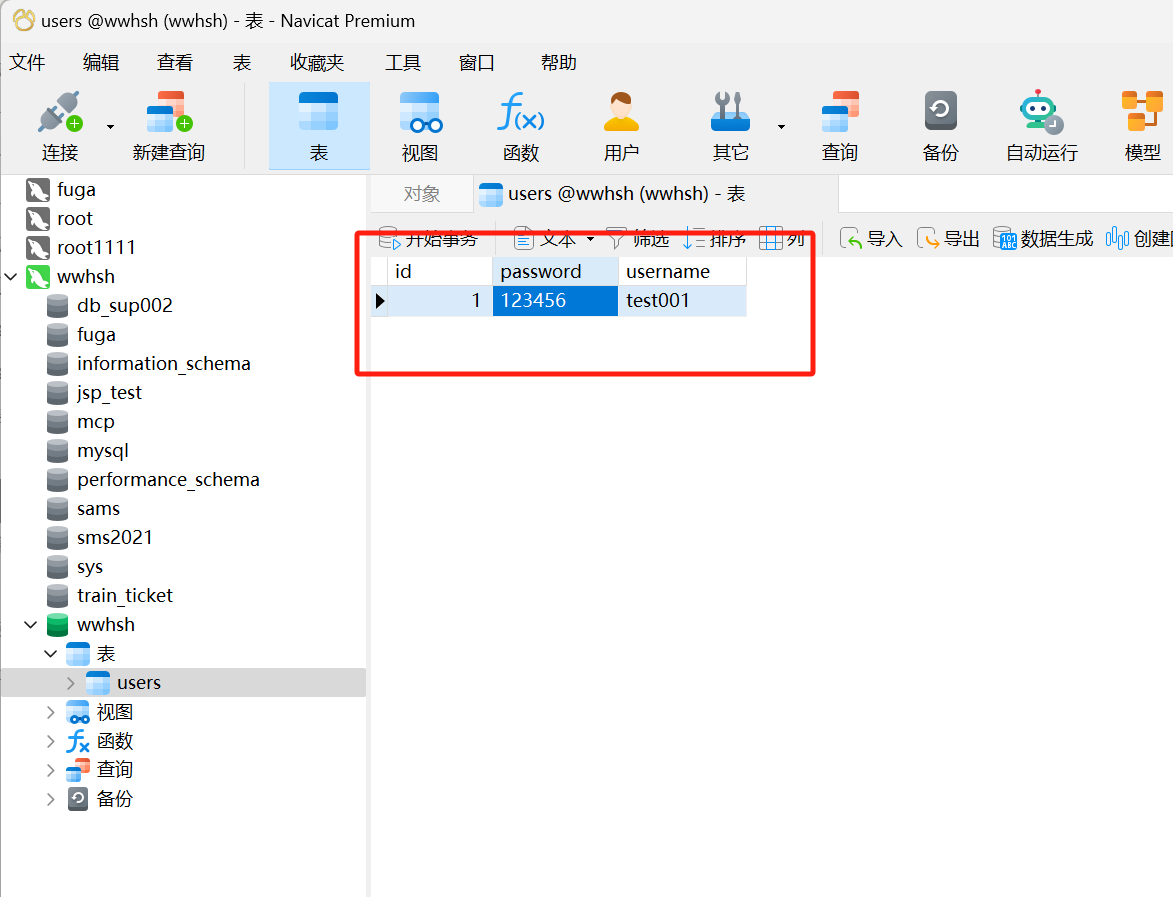 users @wwhsh (wwhsh) - 表 - Navicat Premium
文件 编辑 查看 表 收藏夹 工具 窗口 帮助
连接 新建查询 表 视图 函数 用户 其它 查询 备份 自动运行 模型
fuga
root
root1111
wwhsh
db_sup002
fuga
information_schema
jsp_test
mcp
mysql
performance_schema
sams
sms2021
sys
train_ticket
wwhsh
表
users
视图
函数
查询
备份
对象 users @wwhsh (wwhsh) - 表
开始事务 文本 筛选 排序 列 导入 导出 数据生成 创建
id password username
1 123456 test001